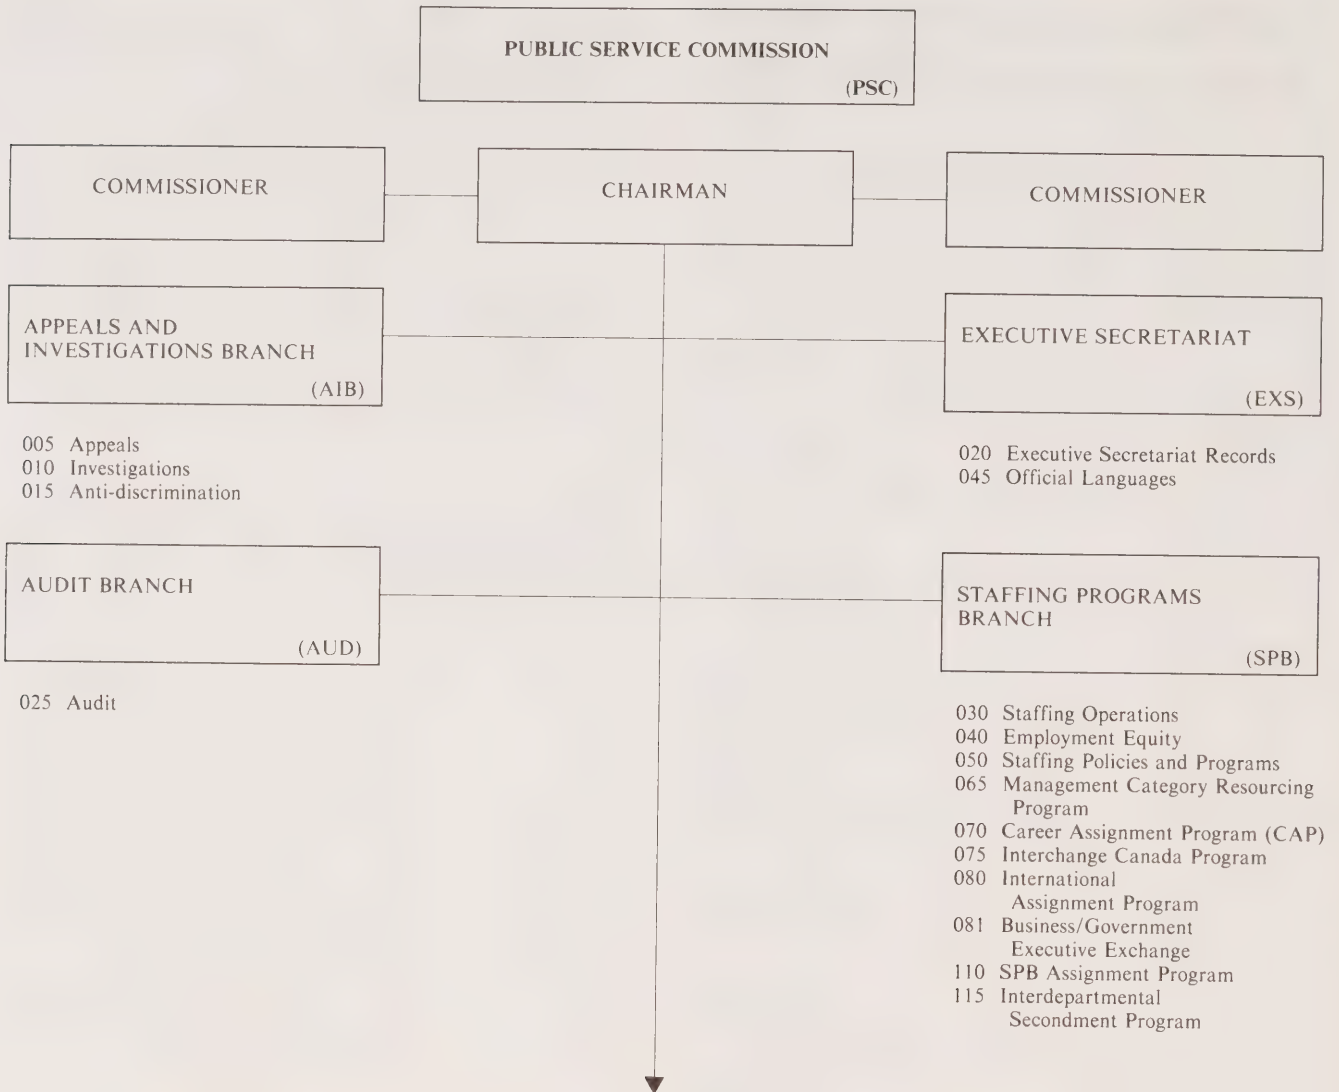 PUBLIC SERVICE COMMISSION
(PSC)
COMMISSIONER
CHAIRMAN
COMMISSIONER
APPEALS AND
INVESTIGATIONS BRANCH
(AIB)
EXECUTIVE SECRETARIAT
(EXS)
005 Appeals
010 Investigations
015 Anti-discrimination
020 Executive Secretariat Records
045 Official Languages
AUDIT BRANCH
(AUD)
STAFFING PROGRAMS
BRANCH
(SPB)
025 Audit
030 Staffing Operations
040 Employment Equity
050 Staffing Policies and Programs
065 Management Category Resourcing
Program
070 Career Assignment Program (CAP)
075 Interchange Canada Program
080 International
Assignment Program
081 Business/Government
Executive Exchange
110 SPB Assignment Program
115 Interdepartmental
Secondment Program